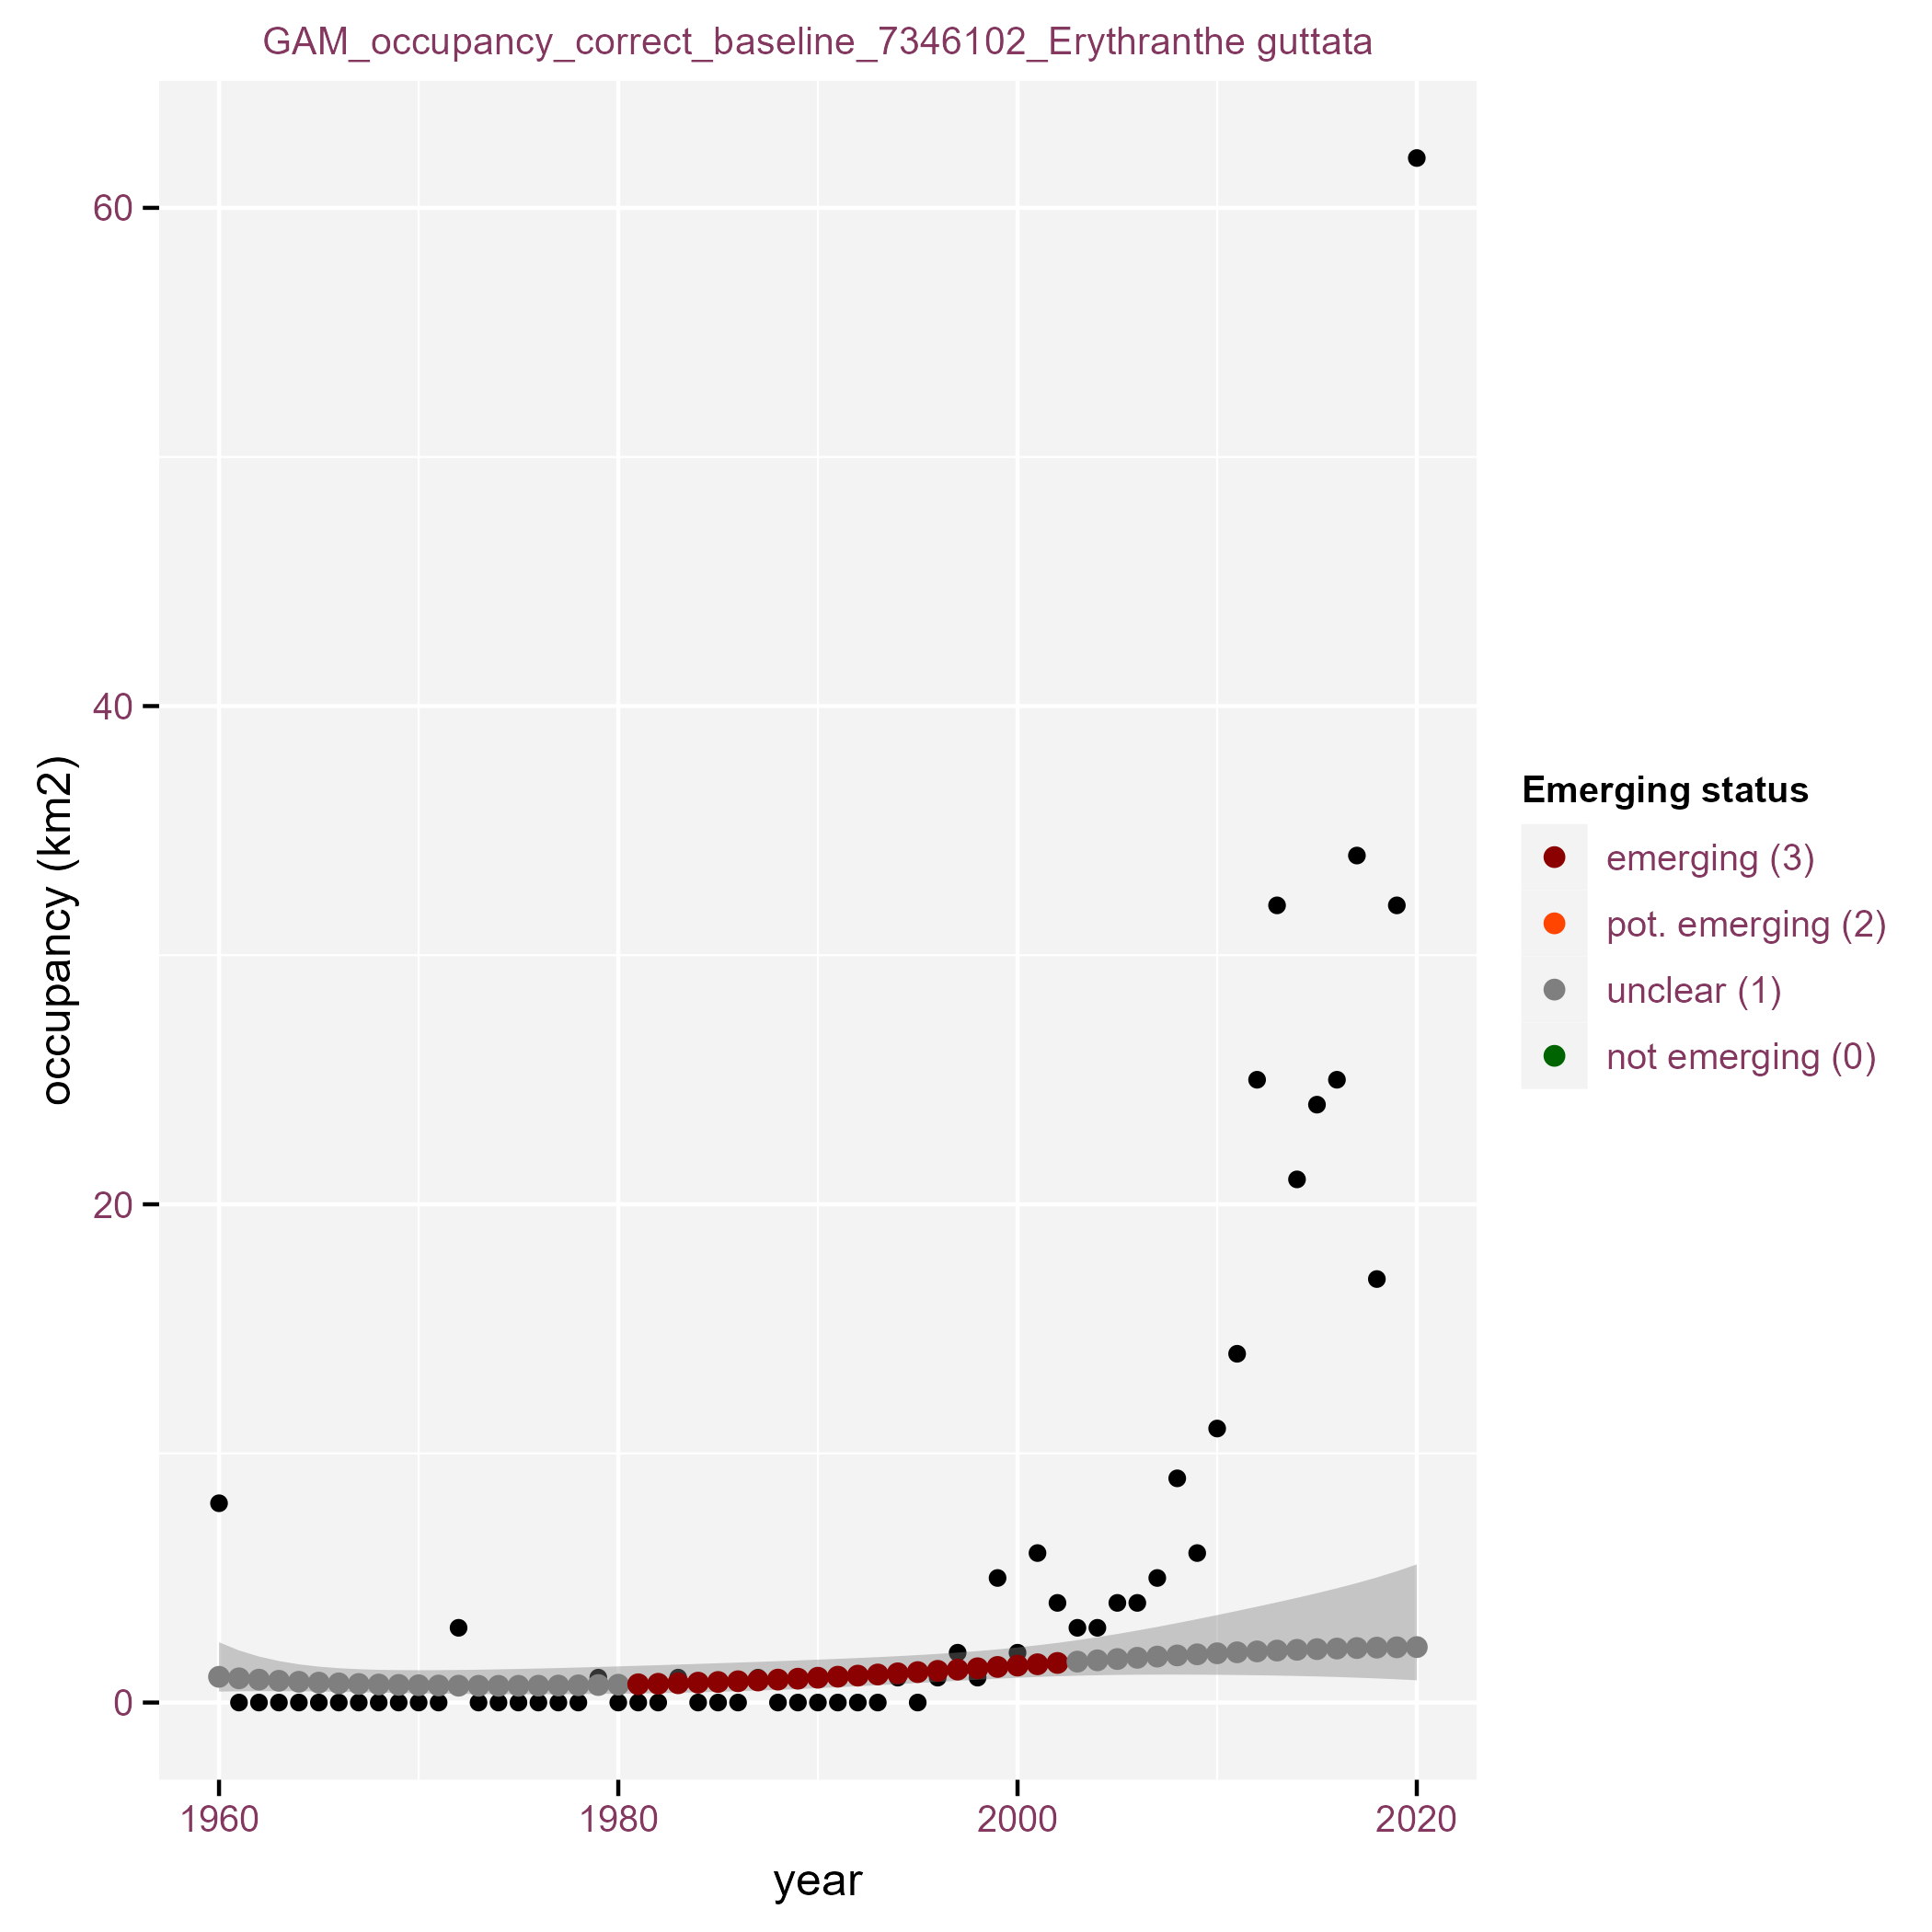 GAM_occupancy_correct_baseline_7346102_Erythranthe guttata
60
40
20
0
occupancy (km2)
1960 1980 2000 2020
year
Emerging status
emerging (3)
pot. emerging (2)
unclear (1)
not emerging (0)